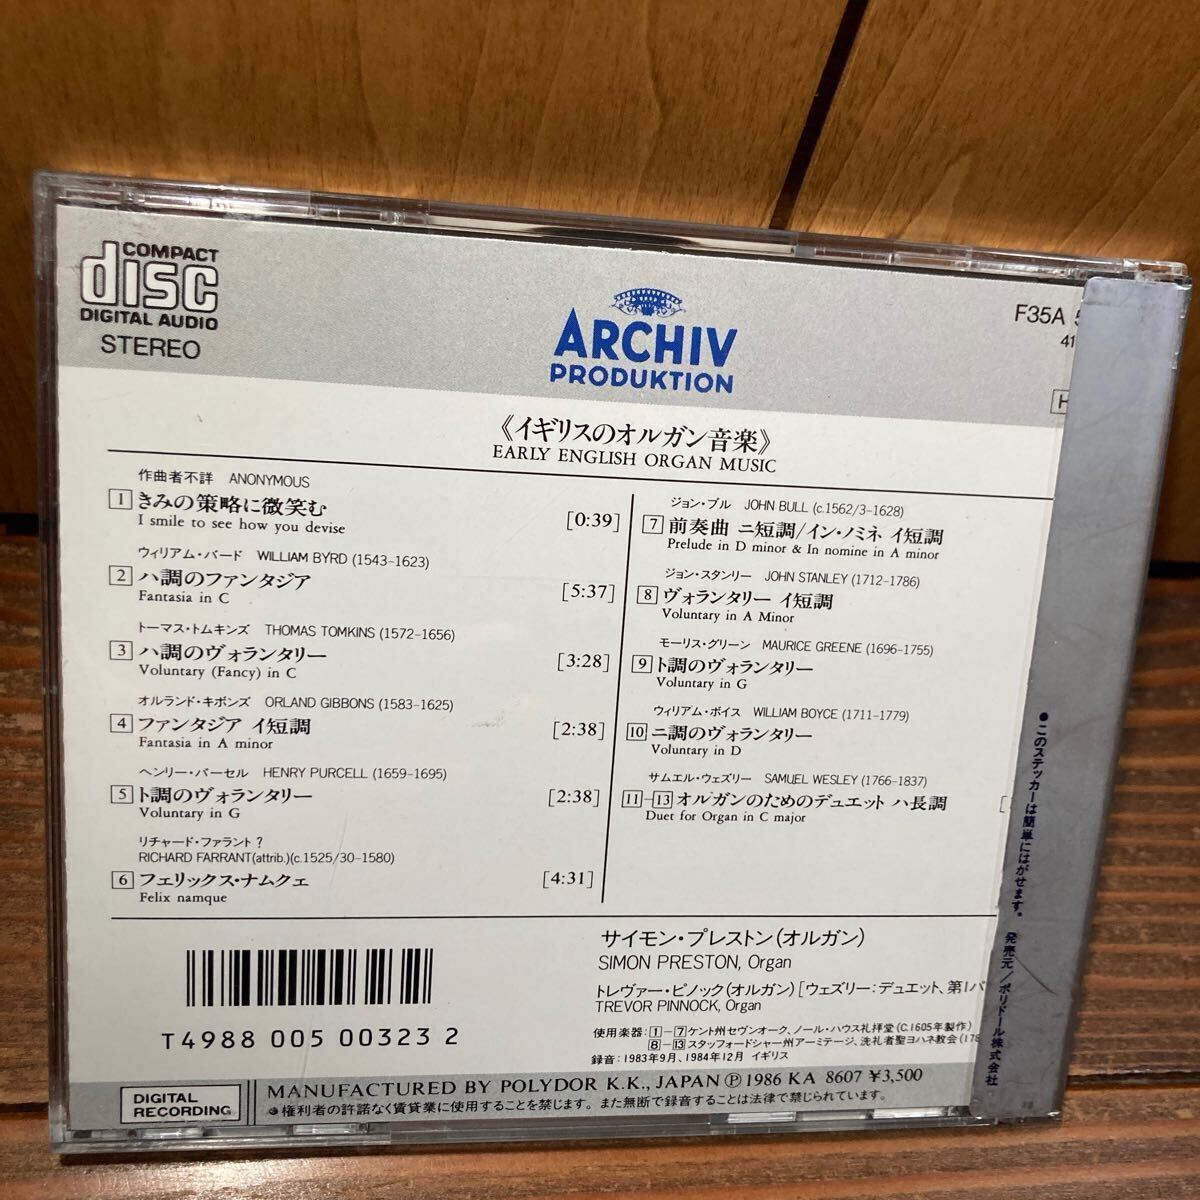 COMPACT
disc
DIGITAL AUDIO
STEREO
ARCHIV
PRODUKTION
F35A
41
《イギリスのオルガン音楽》
EARLY ENGLISH ORGAN MUSIC
作曲者不詳 ANONYMOUS
1 きみの策略に微笑む [0:39]
I smile to see how you devise
ウィリアム・バード WILLIAM BYRD (1543-1623)
2 ハ調のファンタジア [5:37]
Fantasia in C
トーマス・トムキンズ THOMAS TOMKINS (1572-1656)
3 ハ調のヴォランタリー [3:28]
Voluntary (Fancy) in C
オルランド・ギボンズ ORLAND GIBBONS (1583-1625)
4 ファンタジア イ短調 [2:38]
Fantasia in A minor
ヘンリー・パーセル HENRY PURCELL (1659-1695)
5 ト調のヴォランタリー [2:38]
Voluntary in G
リチャード・ファラント?
RICHARD FARRANT(attrib.)(c.1525/30-1580)
6 フェリックス・ナムクェ [4:31]
Felix namque
ジョン・ブル JOHN BULL (c.1562/3-1628)
7 前奏曲 ニ短調/イン・ノミネ イ短調
Prelude in D minor & In nomine in A minor
ジョン・スタンリー JOHN STANLEY (1712-1786)
8 ヴォランタリー イ短調
Voluntary in A Minor
モーリス・グリーン MAURICE GREENE (1696-1755)
9 ト調のヴォランタリー
Voluntary in G
ウィリアム・ボイス WILLIAM BOYCE (1711-1779)
10 ニ調のヴォランタリー
Voluntary in D
サムエル・ウェズリー SAMUEL WESLEY (1766-1837)
11-13 オルガンのためのデュエット ハ長調
Duet for Organ in C major
サイモン・プレストン(オルガン)
SIMON PRESTON, Organ
トレヴァー・ピノック(オルガン)[ウェズリー:デュエット、第1パ
TREVOR PINNOCK, Organ
使用楽器: 1-7 ケント州セヴンオーク、ノール・ハウス礼拝堂(C.1605年製作)
8-13 スタッフォードシャー州アーミテージ、洗礼者聖ヨハネ教会(178
録音:1983年9月、1984年12月 イギリス
T4988 005 00323 2
DIGITAL
RECORDING
MANUFACTURED BY POLYDOR K.K., JAPAN Ⓟ 1986 KA 8607 ¥3,500
権利者の許諾なく賃貸業に使用することを禁じます。また無断で録音することは法律で禁じられています。
●このステッカーは簡単にはがせます。 発売元/ポリドール株式会社